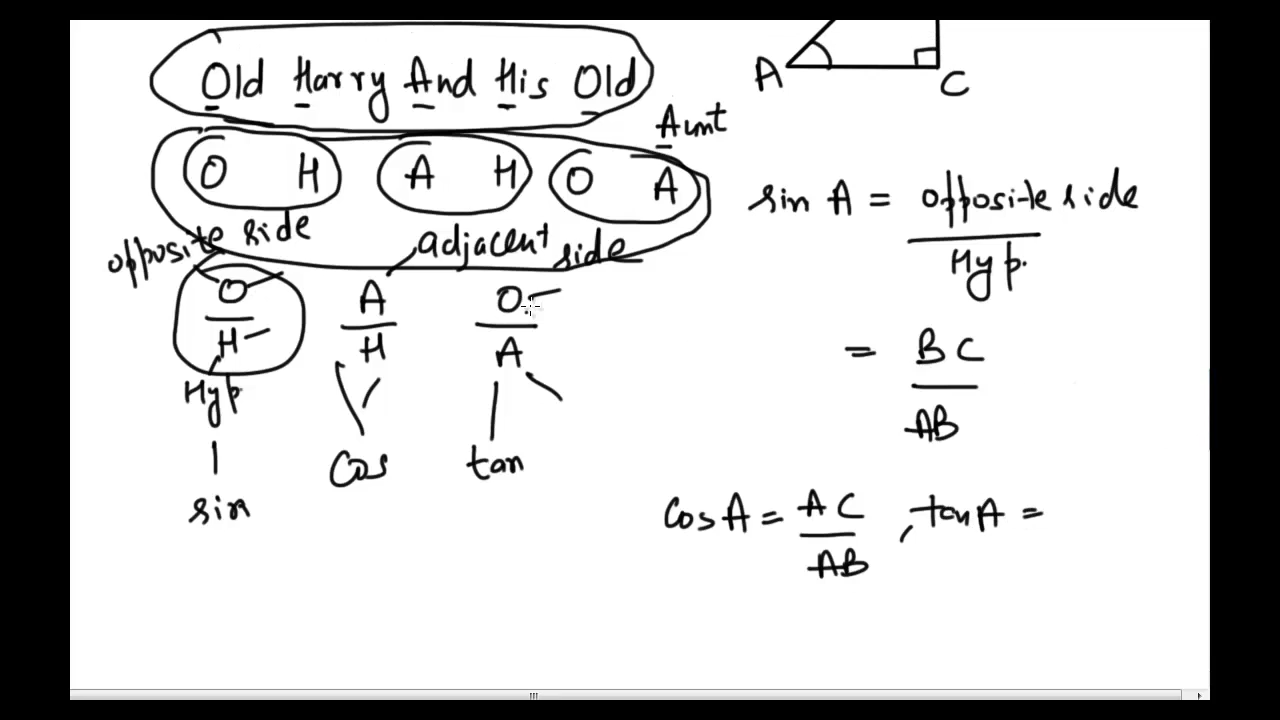 Old Harry And His Old
Aunt
O H A H O A
opposite side
adjacent side
O
H
A
H
O
A
Hyp
sin
cos
tan
A
C
sin A = opposite side
Hyp.
= BC
AB
cos A = AC
AB
, tan A =